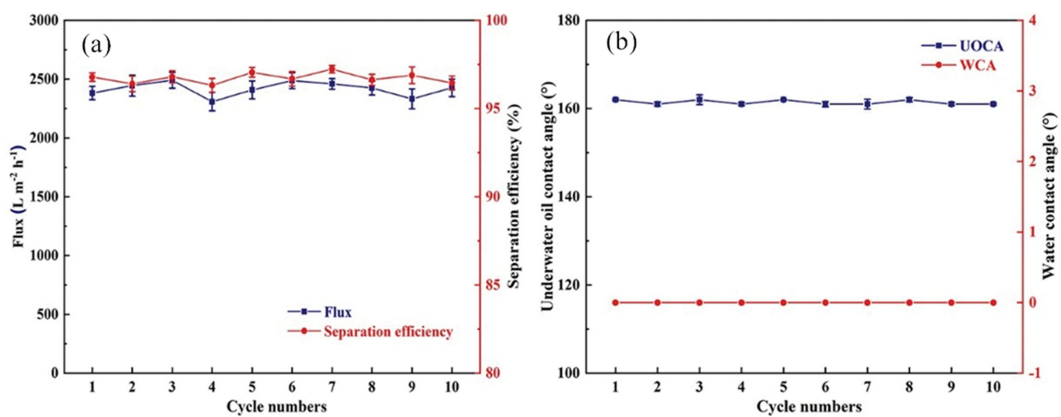 (a)
3000
2500
2000
1500
1000
500
0
Flux (L m⁻² h⁻¹)
100
95
90
85
80
Separation efficiency (%)
Flux
Separation efficiency
1 2 3 4 5 6 7 8 9 10
Cycle numbers
(b)
180
160
140
120
100
Underwater oil contact angle (°)
4
3
2
1
0
-1
Water contact angle (°)
UOCA
WCA
1 2 3 4 5 6 7 8 9 10
Cycle numbers